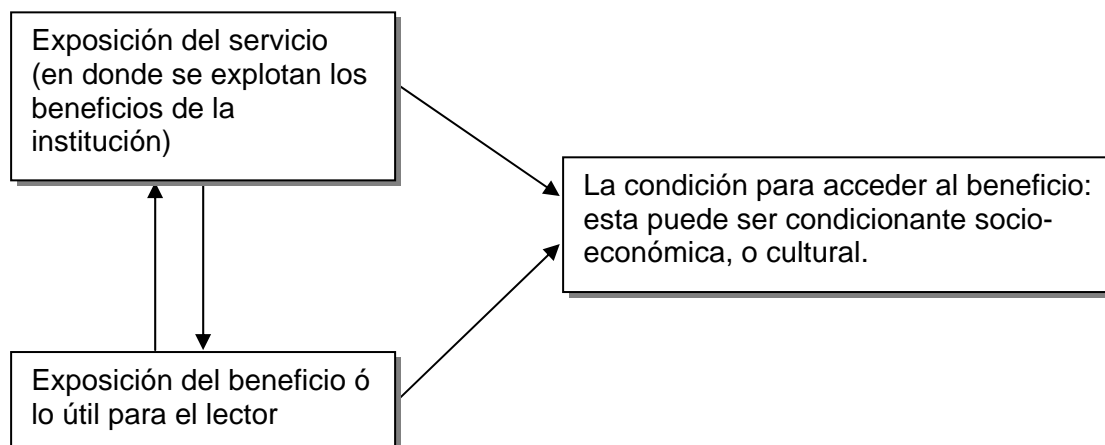 Exposición del servicio
(en donde se explotan los
beneficios de la
institución)
La condición para acceder al beneficio:
esta puede ser condicionante socio-
económica, o cultural.
Exposición del beneficio ó
lo útil para el lector